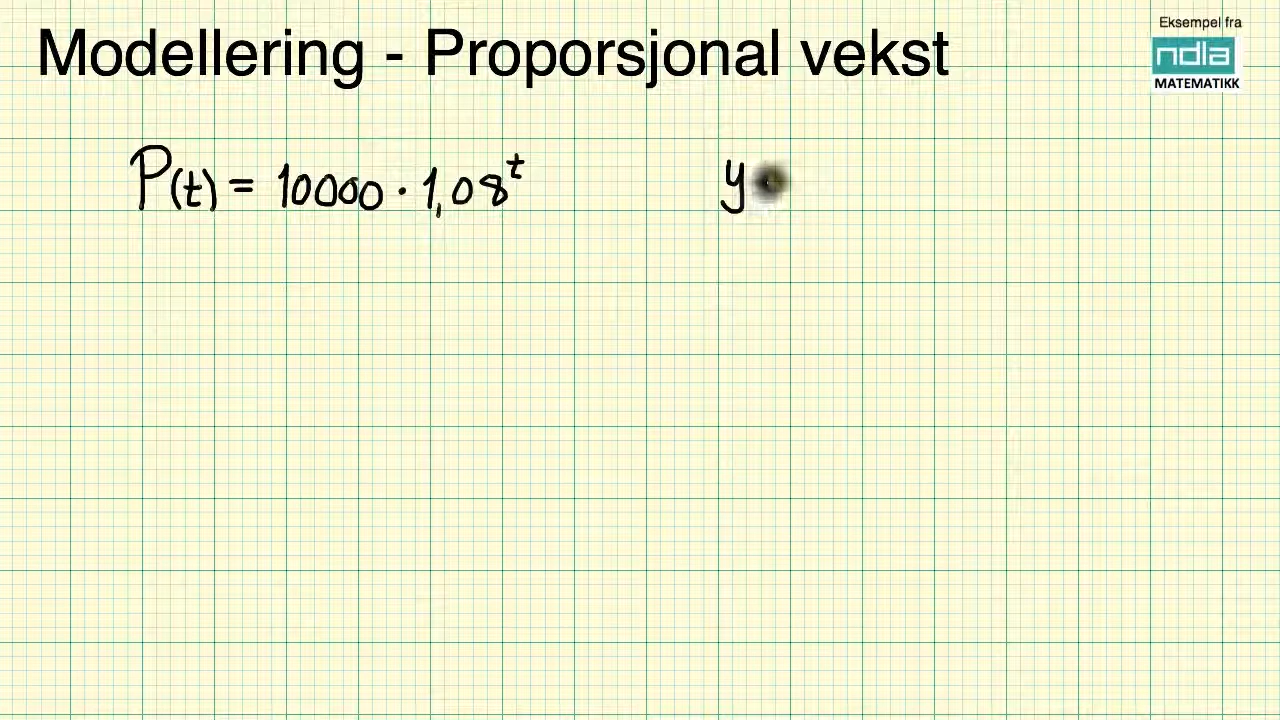 Eksempel fra
Modellering - Proporsjonal vekst
ndla
MATEMATIKK
P(t) = 10000 · 1,08^t
y